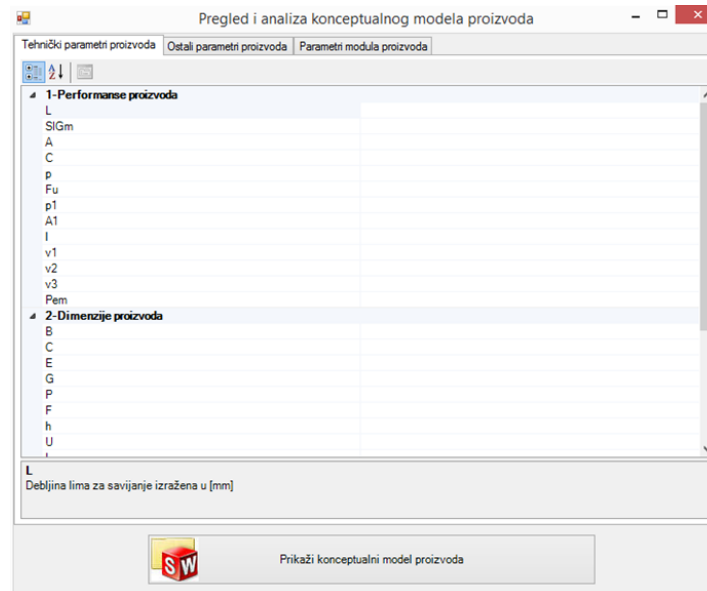 Pregled i analiza konceptualnog modela proizvoda
Tehnički parametri proizvoda Ostali parametri proizvoda Parametri modula proizvoda
1-Performanse proizvoda
L
SIGm
A
C
p
Fu
p1
A1
I
v1
v2
v3
Pem
2-Dimenzije proizvoda
B
C
E
G
P
F
h
U
L
Debljina lima za savijanje izražena u [mm]
SW Prikaži konceptualni model proizvoda